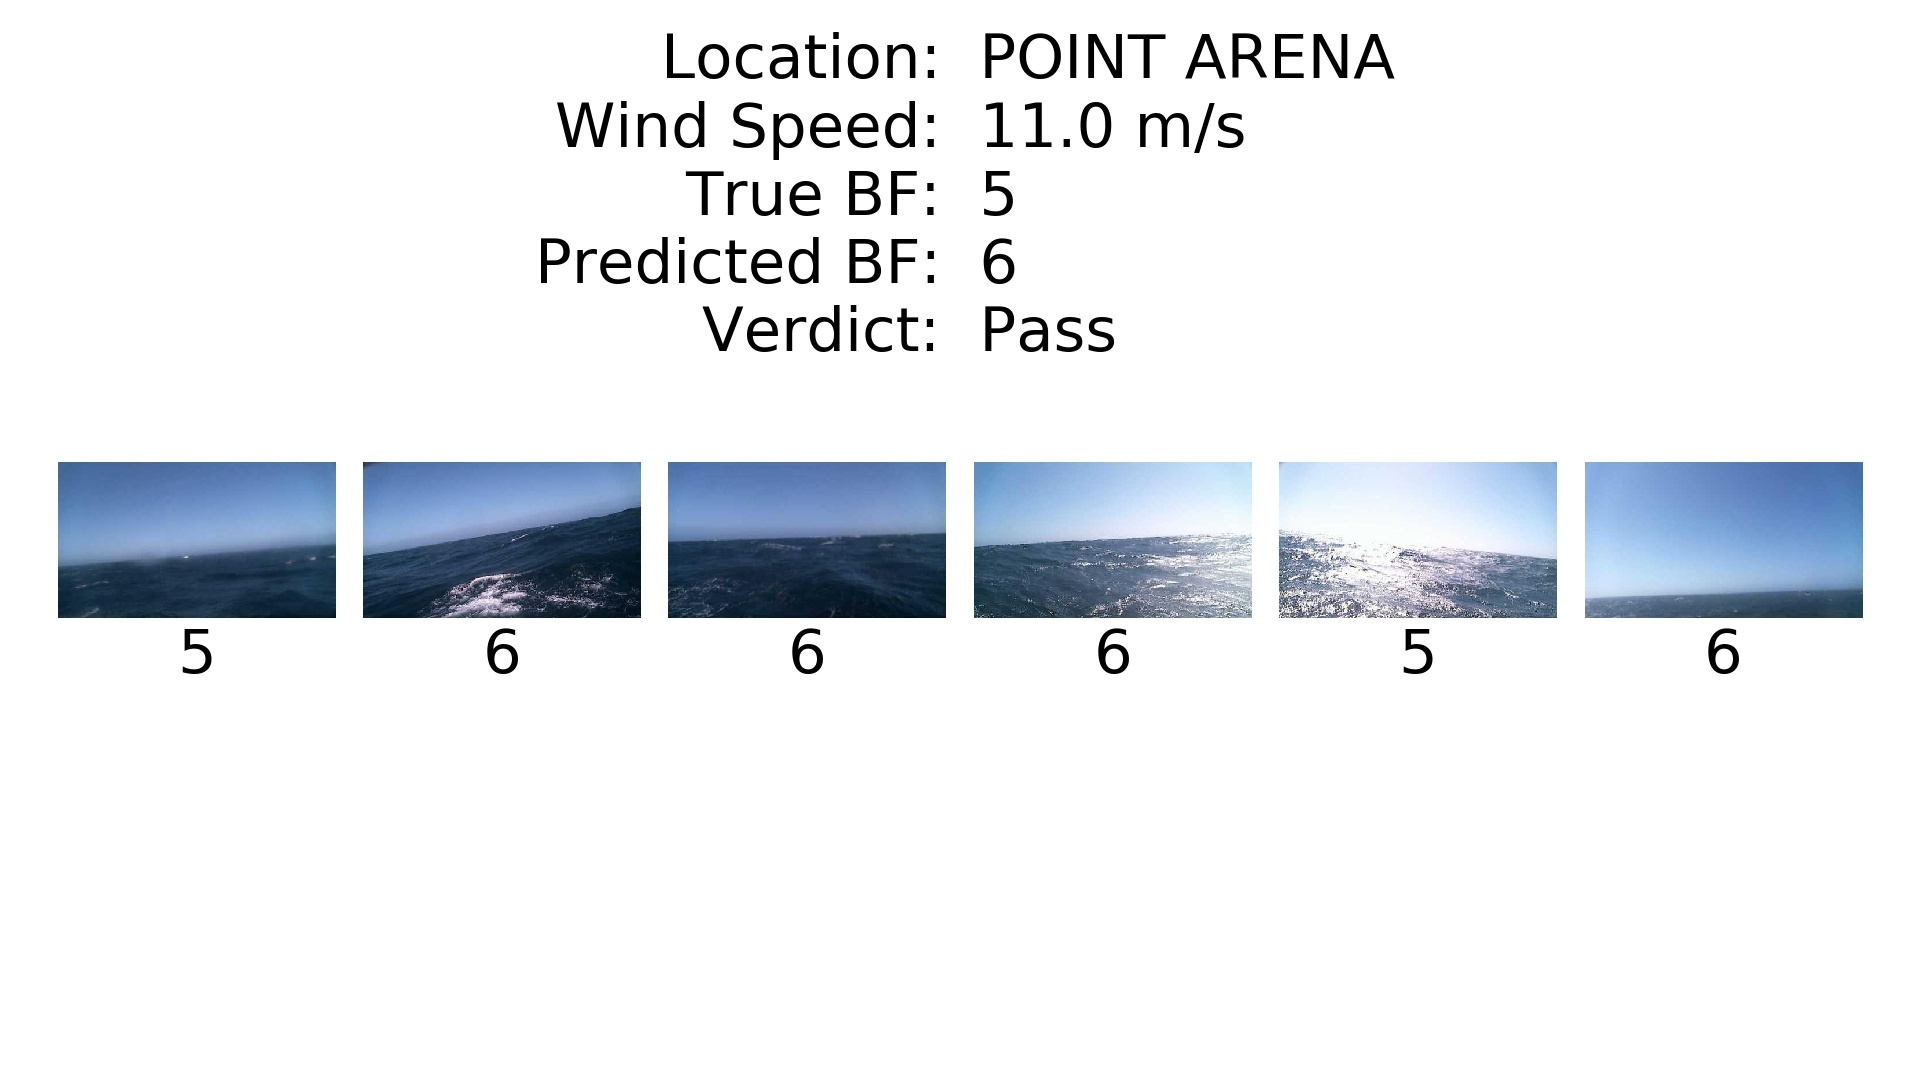 Location: POINT ARENA
Wind Speed: 11.0 m/s
True BF: 5
Predicted BF: 6
Verdict: Pass
5 6 6 6 5 6